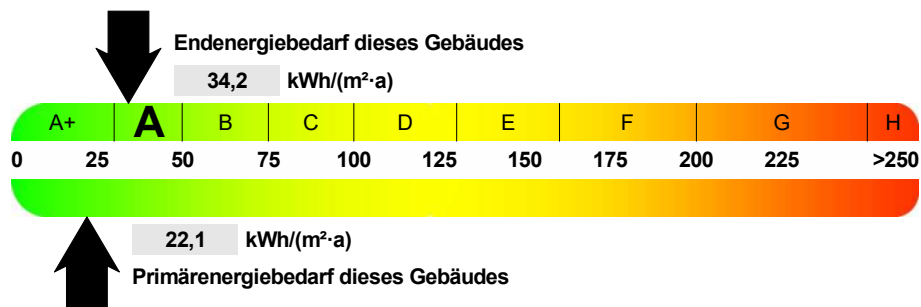 Endenergiebedarf dieses Gebäudes
34,2 kWh/(m²·a)
A+ A B C D E F G H
0 25 50 75 100 125 150 175 200 225 >250
22,1 kWh/(m²·a)
Primärenergiebedarf dieses Gebäudes